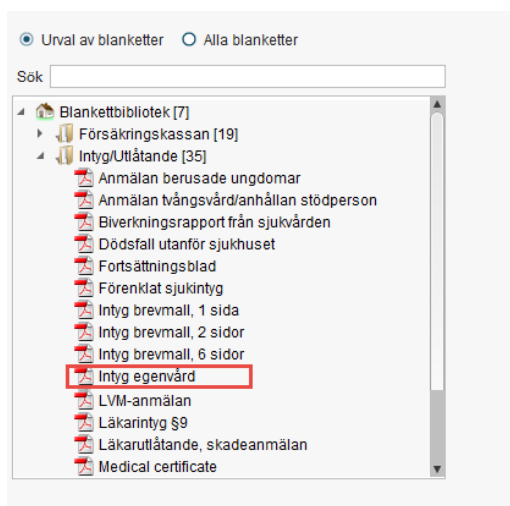 Urval av blanketter Alla blanketter
Sök
Blankettbibliotek [7]
Försäkringskassan [19]
Intyg/Utlåtande [35]
Anmälan berusade ungdomar
Anmälan tvångsvård/anhållan stödperson
Biverkningsrapport från sjukvården
Dödsfall utanför sjukhuset
Fortsättningsblad
Förenklat sjukintyg
Intyg brevmall, 1 sida
Intyg brevmall, 2 sidor
Intyg brevmall, 6 sidor
Intyg egenvård
LVM-anmälan
Läkarintyg §9
Läkarutlåtande, skadeanmälan
Medical certificate